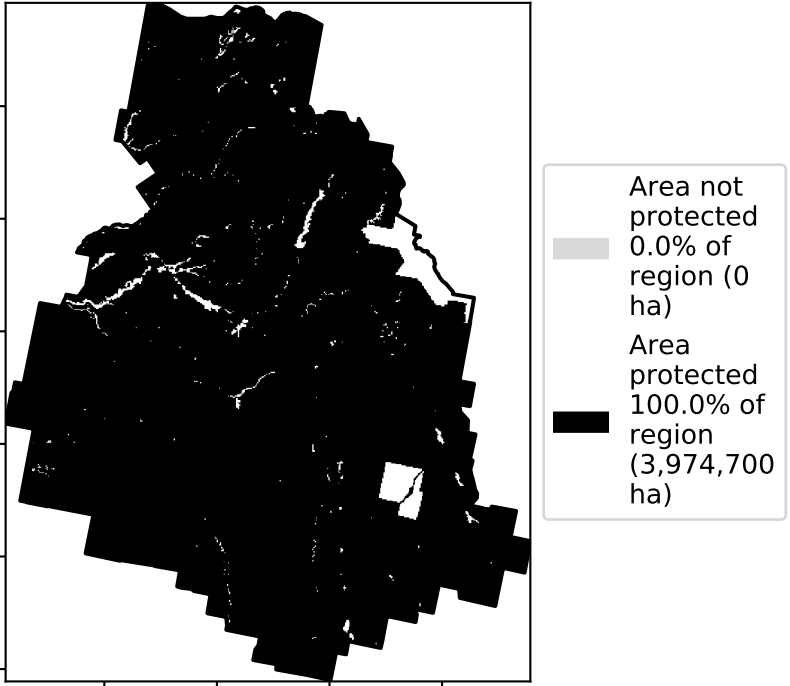 Area not
protected
0.0% of
region (0
ha)
Area
protected
100.0% of
region
(3,974,700
ha)